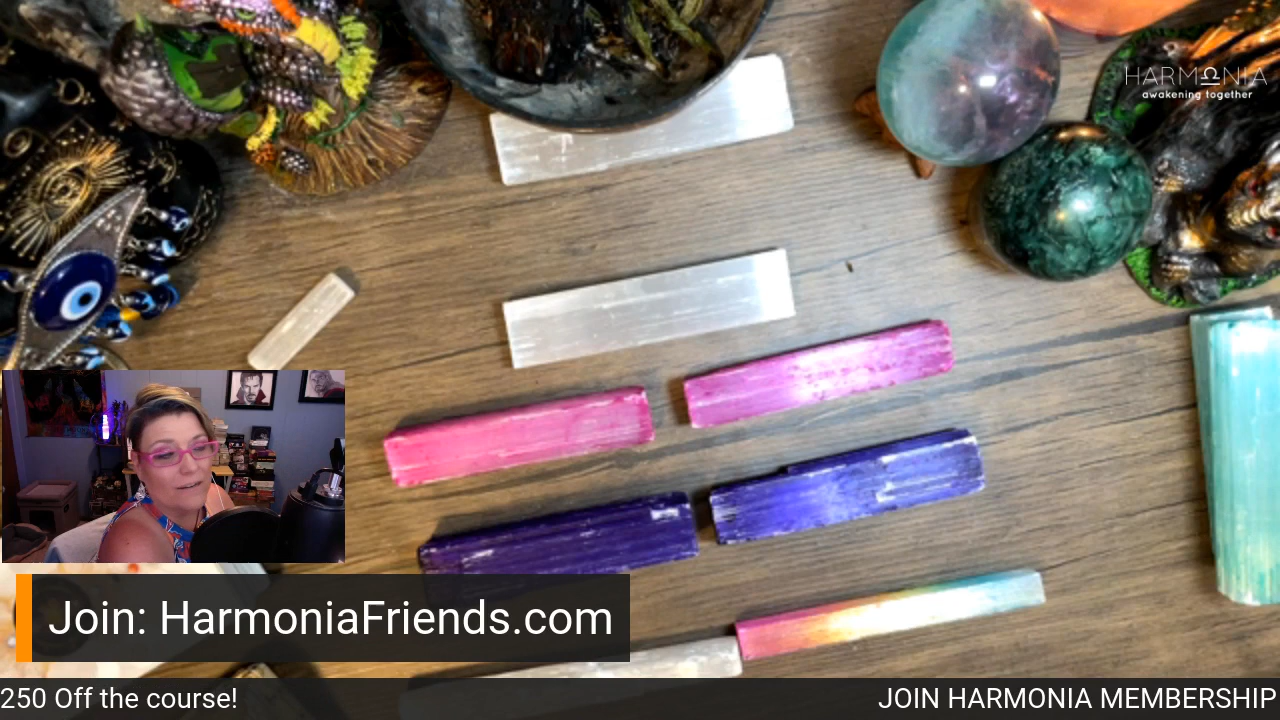 HARMONIA
awakening together
Join: HarmoniaFriends.com
250 Off the course!
JOIN HARMONIA MEMBERSHIP